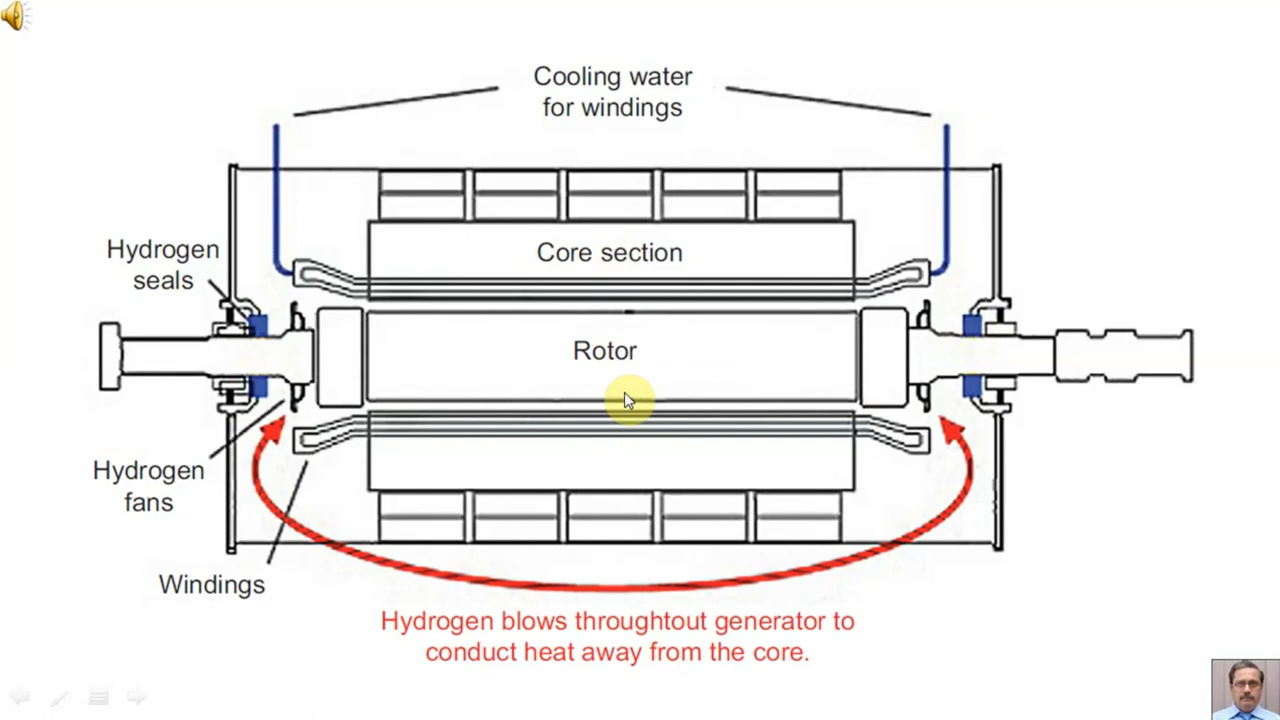 Cooling water
for windings
Hydrogen
seals
Core section
Rotor
Hydrogen
fans
Windings
Hydrogen blows throughtout generator to
conduct heat away from the core.